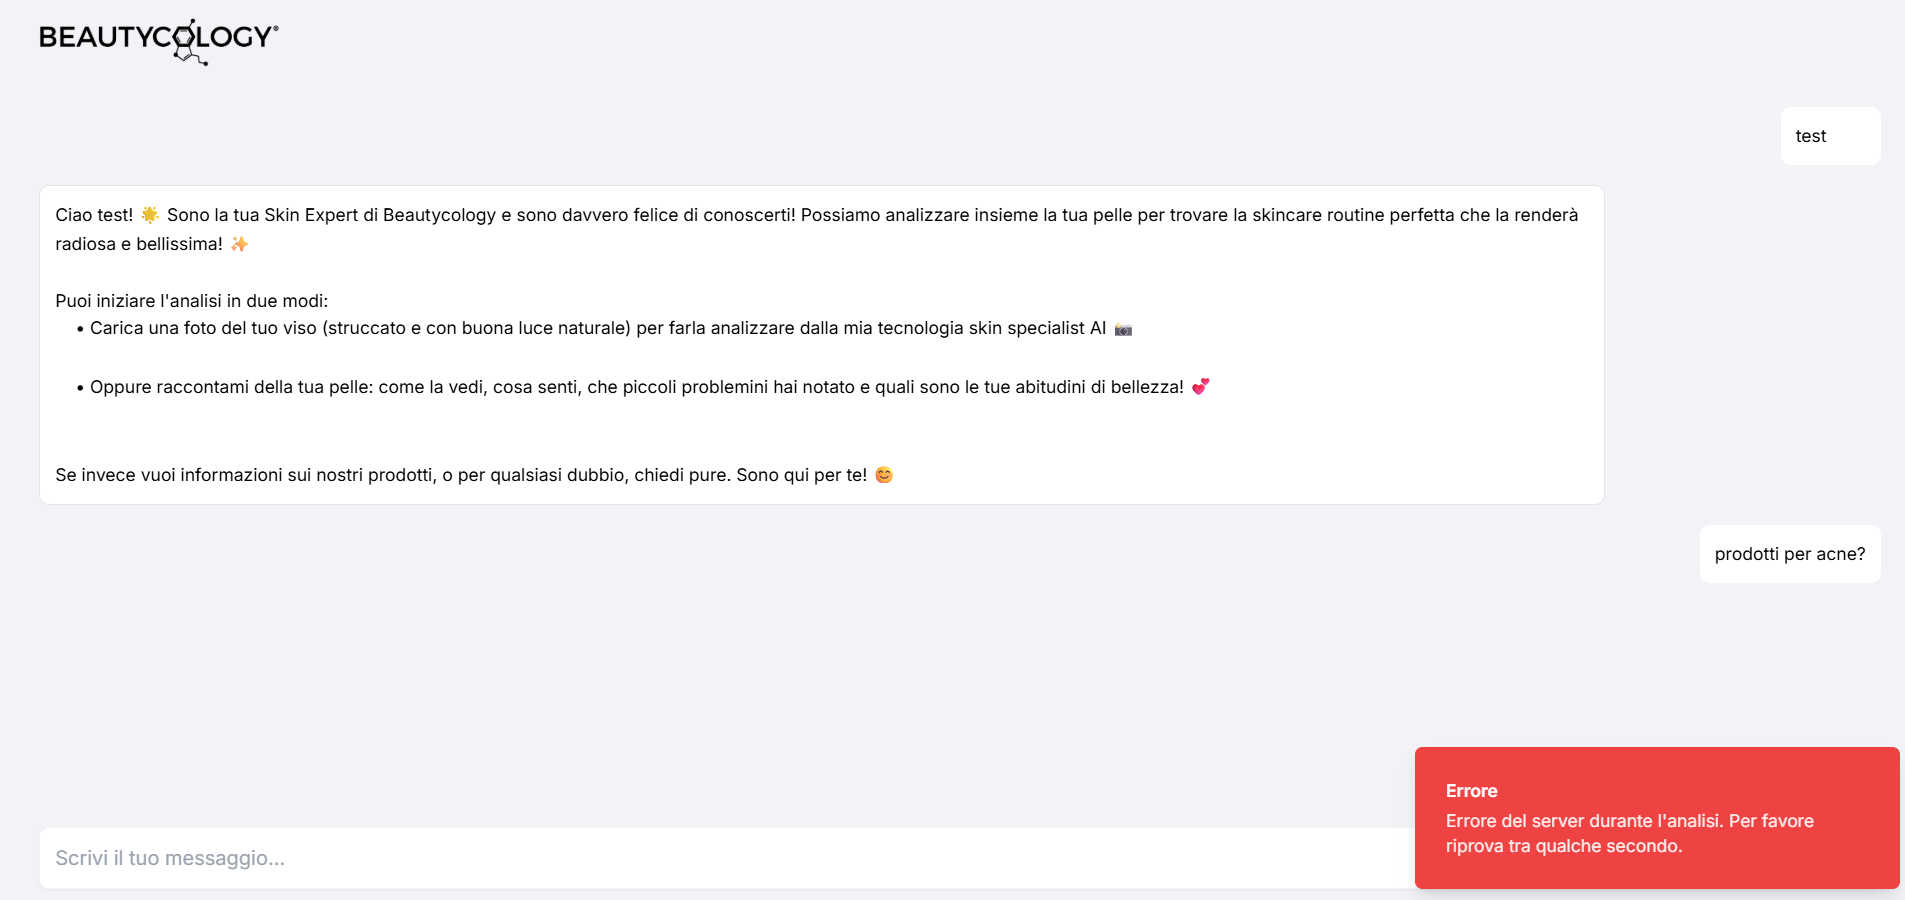 BEAUTYCOLOGY®
test
Ciao test! 🌟 Sono la tua Skin Expert di Beautycology e sono davvero felice di conoscerti! Possiamo analizzare insieme la tua pelle per trovare la skincare routine perfetta che la renderà
radiosa e bellissima! ✨
Puoi iniziare l'analisi in due modi:
• Carica una foto del tuo viso (struccato e con buona luce naturale) per farla analizzare dalla mia tecnologia skin specialist AI 📸
• Oppure raccontami della tua pelle: come la vedi, cosa senti, che piccoli problemini hai notato e quali sono le tue abitudini di bellezza! 💕
Se invece vuoi informazioni sui nostri prodotti, o per qualsiasi dubbio, chiedi pure. Sono qui per te! 😊
prodotti per acne?
Scrivi il tuo messaggio...
Errore
Errore del server durante l'analisi. Per favore
riprova tra qualche secondo.